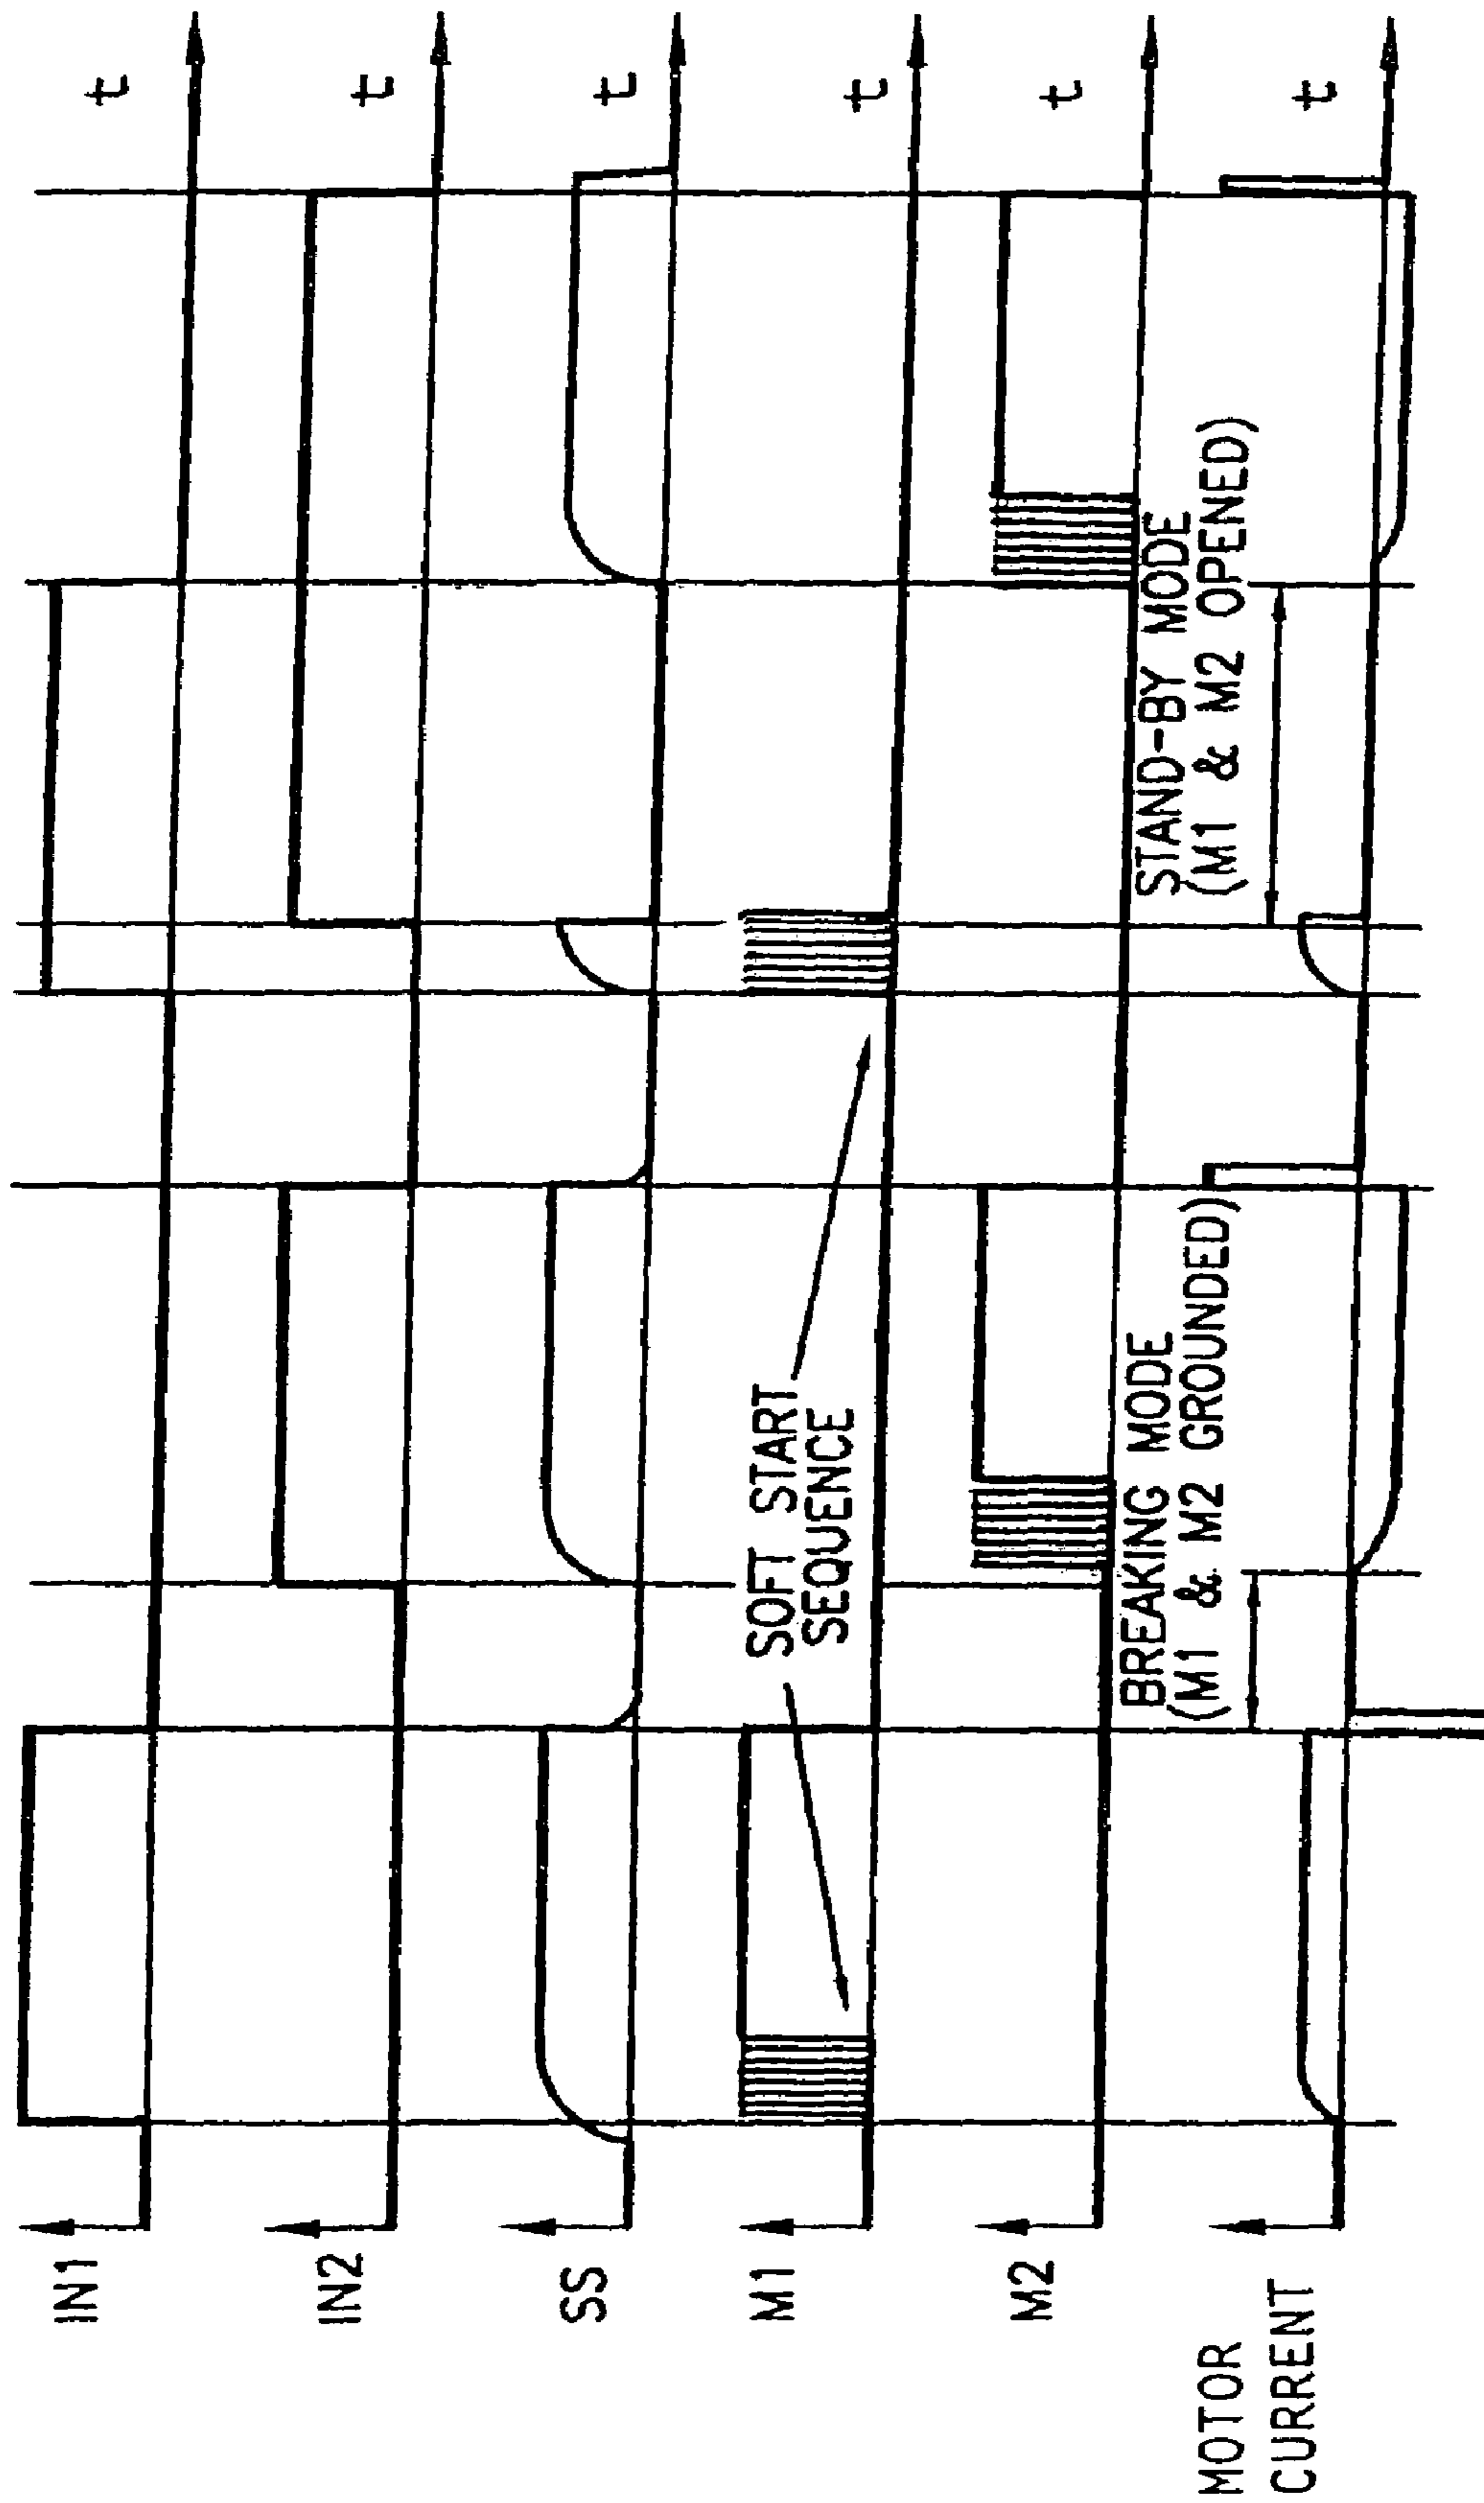 IN1
t
IN2
t
SS
t
M1
SOFT START
SEQUENCE
t
M2
t
BREAKING MODE
(M1 & M2 GROUNDED)
STAND-BY MODE
(M1 & M2 OPENED)
MOTOR
CURRENT
t